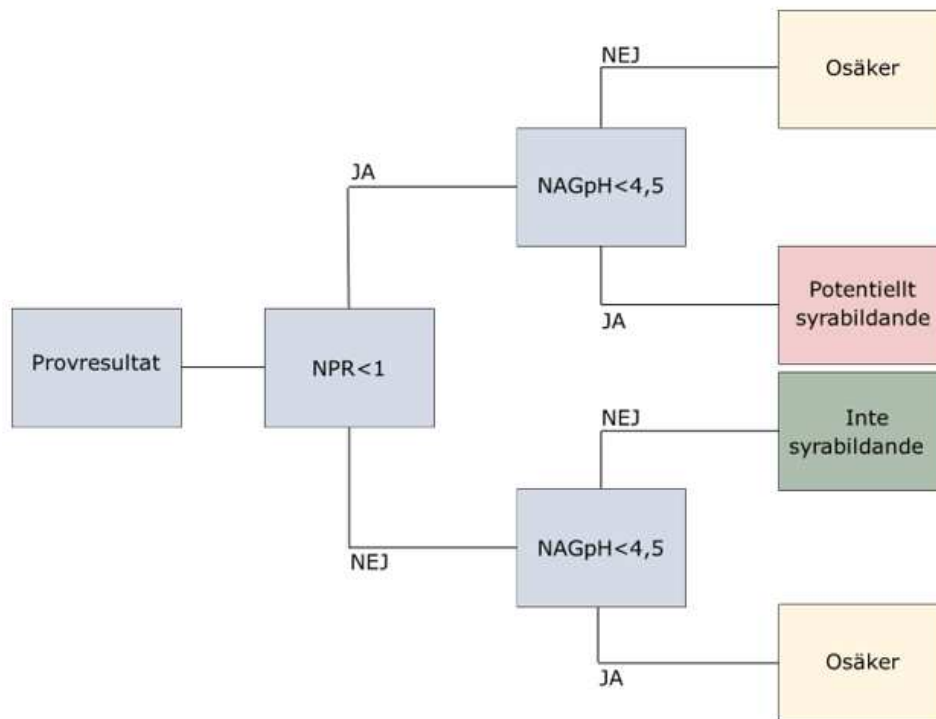 NEJ
Osäker
JA
NAGpH<4,5
JA
Potentiellt
syrabildande
Provresultat
NPR<1
NEJ
Inte
syrabildande
NEJ
NAGpH<4,5
JA
Osäker